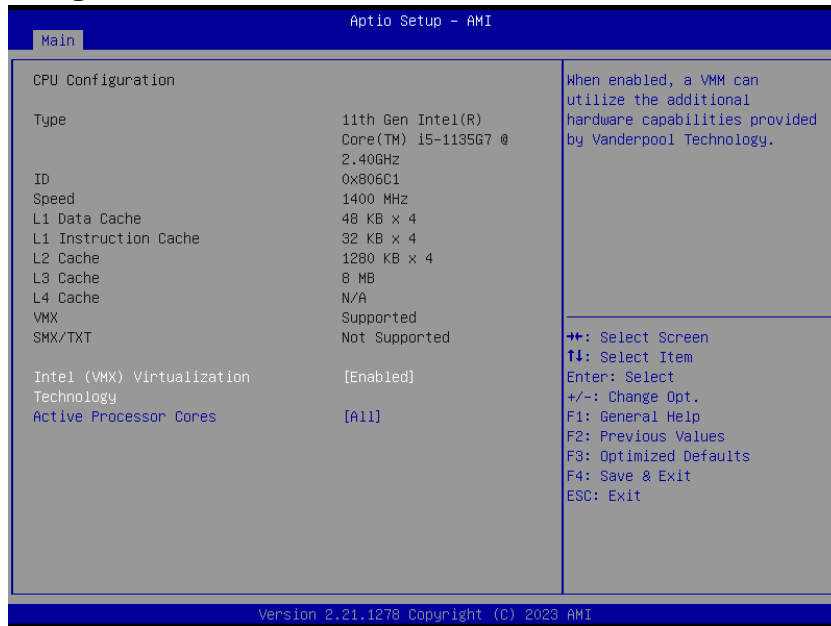 Aptio Setup – AMI
Main
CPU Configuration
Type 11th Gen Intel(R)
Core(TM) i5-1135G7 @
2.40GHz
ID 0x806C1
Speed 1400 MHz
L1 Data Cache 48 KB x 4
L1 Instruction Cache 32 KB x 4
L2 Cache 1280 KB x 4
L3 Cache 8 MB
L4 Cache N/A
VMX Supported
SMX/TXT Not Supported
Intel (VMX) Virtualization [Enabled]
Technology
Active Processor Cores [All]
When enabled, a VMM can
utilize the additional
hardware capabilities provided
by Vanderpool Technology.
→←: Select Screen
↑↓: Select Item
Enter: Select
+/-: Change Opt.
F1: General Help
F2: Previous Values
F3: Optimized Defaults
F4: Save & Exit
ESC: Exit
Version 2.21.1278 Copyright (C) 2023 AMI